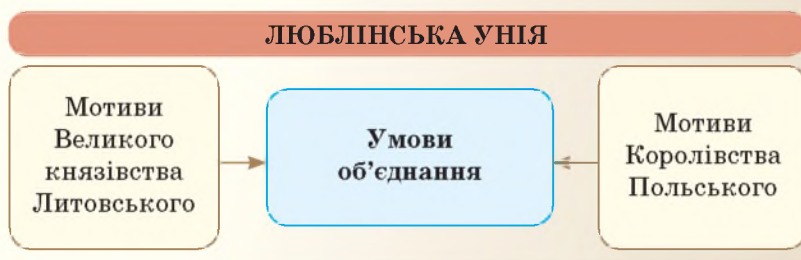 ЛЮБЛІНСЬКА УНІЯ
Мотиви
Великого
князівства
Литовського
Умови
об’єднання
Мотиви
Королівства
Польського